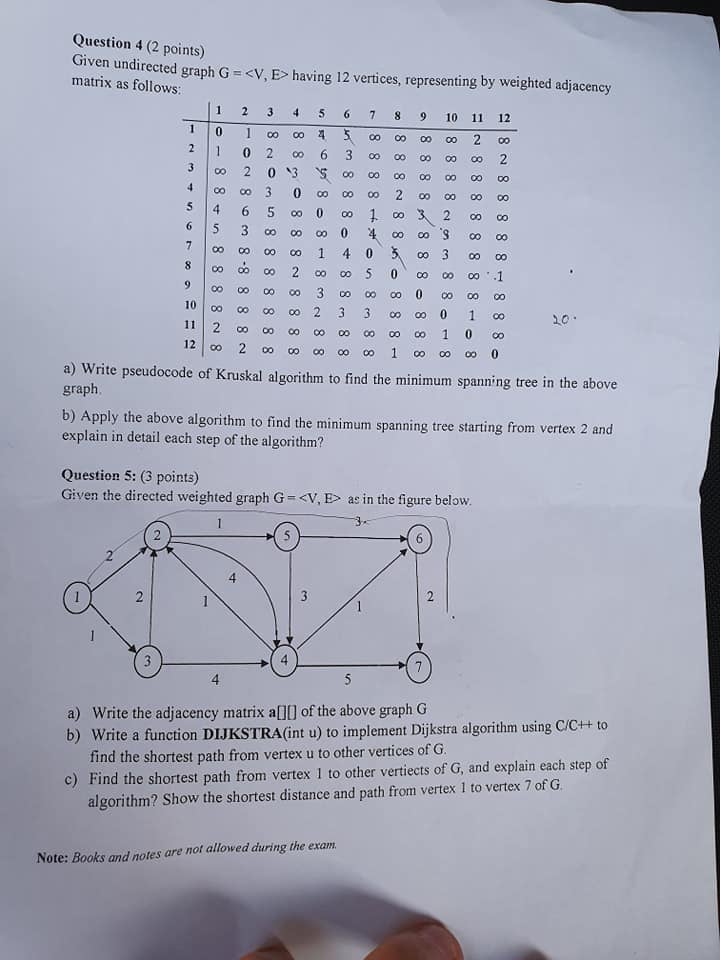 Question 4 (2 points)
Given undirected graph G = <V, E> having 12 vertices, representing by weighted adjacency
matrix as follows:
1 2 3 4 5 6 7 8 9 10 11 12
1 0 1 ∞ ∞ 4 5 ∞ ∞ ∞ ∞ 2 ∞
2 1 0 2 ∞ 6 3 ∞ ∞ ∞ ∞ ∞ 2
3 ∞ 2 0 3 5 ∞ ∞ ∞ ∞ ∞ ∞ ∞
4 ∞ ∞ 3 0 ∞ ∞ ∞ 2 ∞ ∞ ∞ ∞
5 4 6 5 ∞ 0 ∞ 1 ∞ 3 2 ∞ ∞
6 5 3 ∞ ∞ ∞ 0 4 ∞ ∞ 3 ∞ ∞
7 ∞ ∞ ∞ ∞ 1 4 0 5 ∞ 3 ∞ ∞
8 ∞ ∞ ∞ 2 ∞ ∞ 5 0 ∞ ∞ ∞ 1
9 ∞ ∞ ∞ ∞ 3 ∞ ∞ ∞ 0 ∞ ∞ ∞
10 ∞ ∞ ∞ ∞ 2 3 3 ∞ ∞ 0 1 ∞
20.
11 2 ∞ ∞ ∞ ∞ ∞ ∞ ∞ ∞ 1 0 ∞
12 ∞ 2 ∞ ∞ ∞ ∞ ∞ 1 ∞ ∞ ∞ 0
a) Write pseudocode of Kruskal algorithm to find the minimum spanning tree in the above
graph.
b) Apply the above algorithm to find the minimum spanning tree starting from vertex 2 and
explain in detail each step of the algorithm?
Question 5: (3 points)
Given the directed weighted graph G = <V, E> as in the figure below.
1 3
2 5 6
2
4
1 2 1 3 1 2
1
3 4 7
4 5
a) Write the adjacency matrix a[][] of the above graph G
b) Write a function DIJKSTRA(int u) to implement Dijkstra algorithm using C/C++ to
find the shortest path from vertex u to other vertices of G.
c) Find the shortest path from vertex 1 to other vertiects of G, and explain each step of
algorithm? Show the shortest distance and path from vertex 1 to vertex 7 of G.
Note: Books and notes are not allowed during the exam.